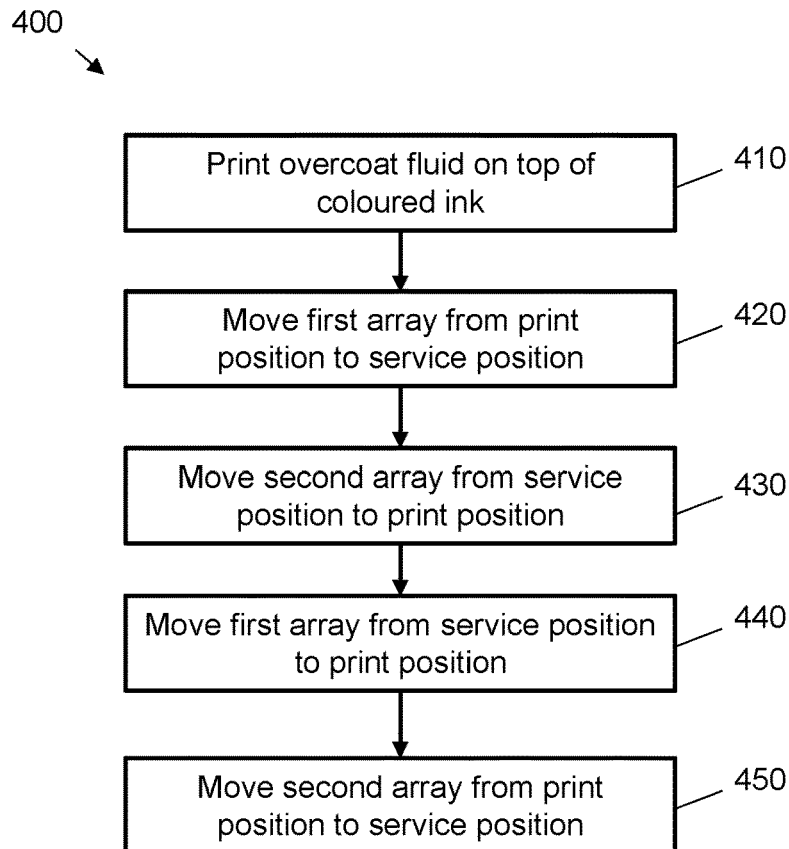 400
Print overcoat fluid on top of
coloured ink
410
Move first array from print
position to service position
420
Move second array from service
position to print position
430
Move first array from service position
to print position
440
Move second array from print
position to service position
450